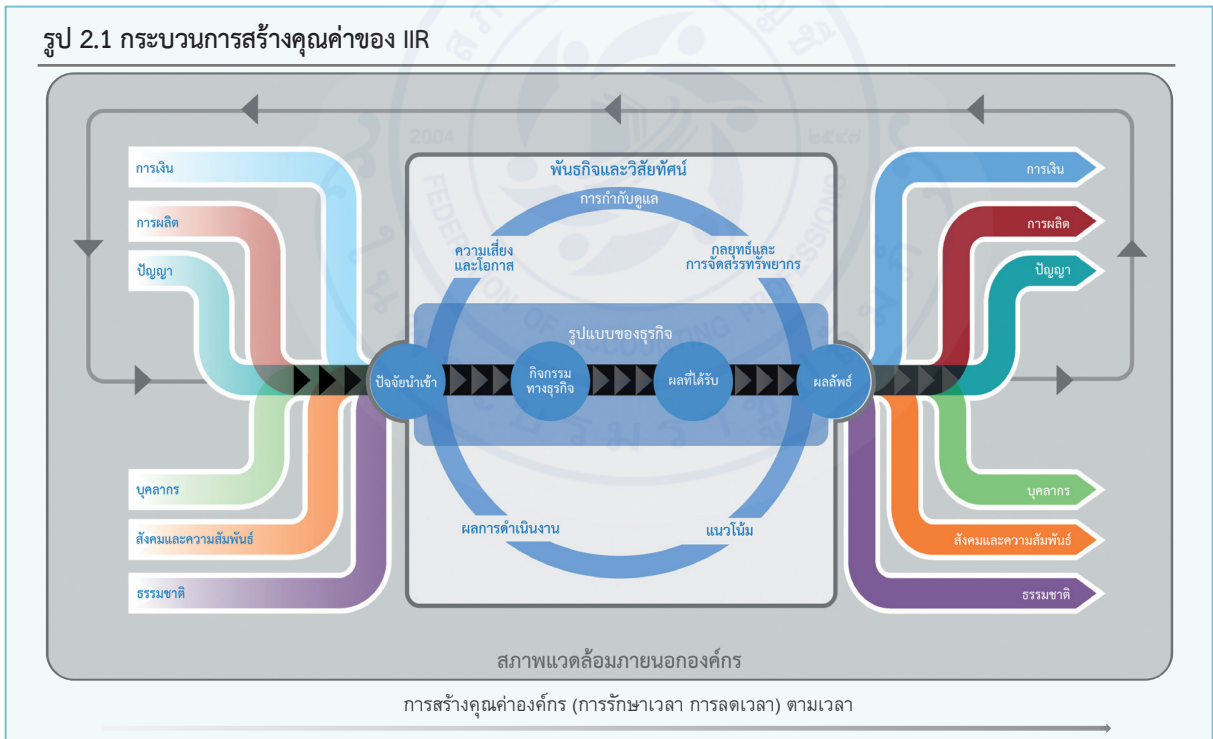 รูป 2.1 กระบวนการสร้างคุณค่าของ IIR
การเงิน
การผลิต
ปัญญา
บุคลากร
สังคมและความสัมพันธ์
ธรรมชาติ
พันธกิจและวิสัยทัศน์
การกำกับดูแล
ความเสี่ยง
และโอกาส
กลยุทธ์และ
การจัดสรรทรัพยากร
รูปแบบของธุรกิจ
ปัจจัยนำเข้า
กิจกรรม
ทางธุรกิจ
ผลที่ได้รับ
ผลลัพธ์
ผลการดำเนินงาน
แนวโน้ม
การเงิน
การผลิต
ปัญญา
บุคลากร
สังคมและความสัมพันธ์
ธรรมชาติ
สภาพแวดล้อมภายนอกองค์กร
การสร้างคุณค่าองค์กร (การรักษาเวลา การลดเวลา) ตามเวลา
2004
๒๕๔๗
FEDERATION OF ACCOUNTING PROFESSIONS